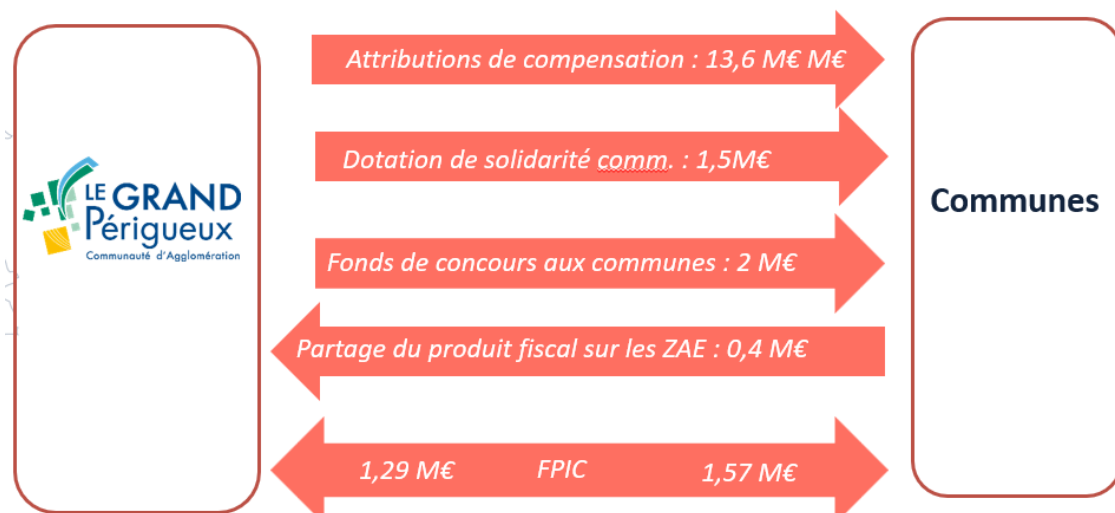 Attributions de compensation : 13,6 M€ M€
Dotation de solidarité comm. : 1,5M€
LE GRAND
Périgueux
Communauté d'Agglomération
Communes
Fonds de concours aux communes : 2 M€
Partage du produit fiscal sur les ZAE : 0,4 M€
1,29 M€ FPIC 1,57 M€